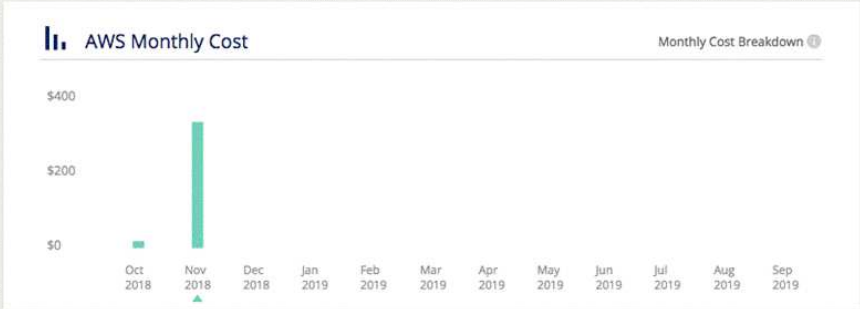 AWS Monthly Cost
Monthly Cost Breakdown
$400
$200
$0
Oct 2018
Nov 2018
Dec 2018
Jan 2019
Feb 2019
Mar 2019
Apr 2019
May 2019
Jun 2019
Jul 2019
Aug 2019
Sep 2019